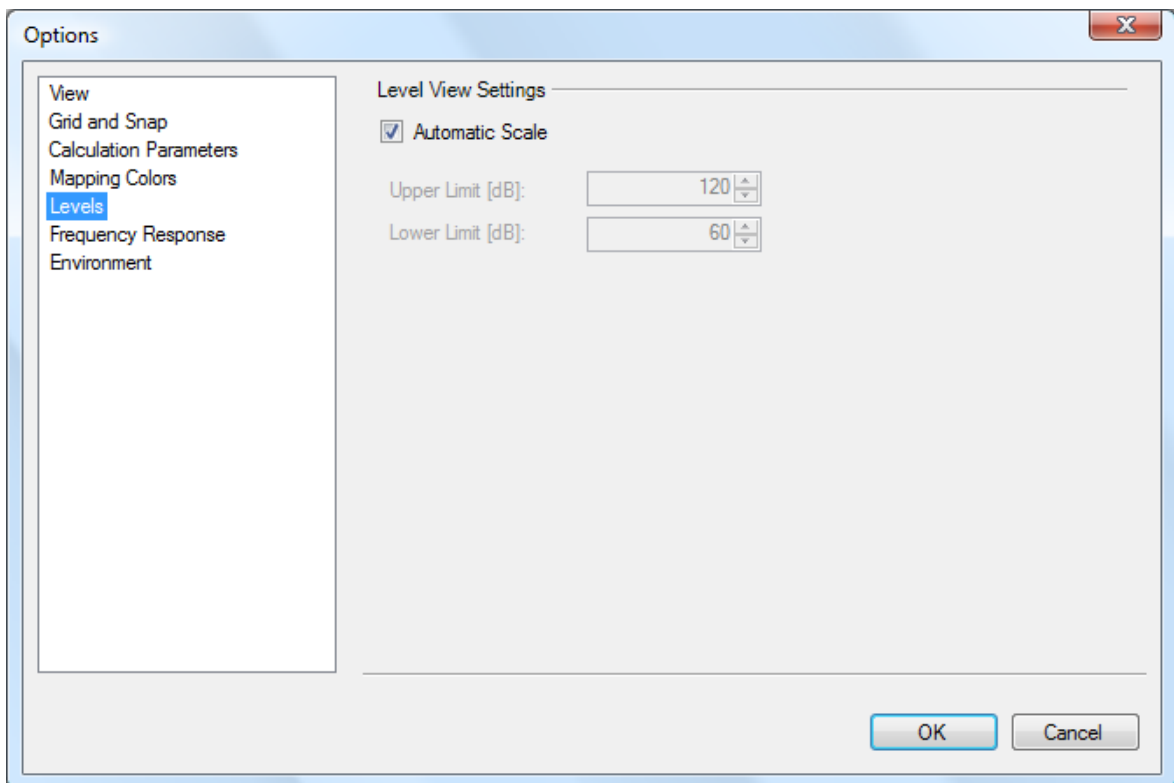 Options
View
Grid and Snap
Calculation Parameters
Mapping Colors
Levels
Frequency Response
Environment
Level View Settings
Automatic Scale
Upper Limit [dB]: 120
Lower Limit [dB]: 60
OK Cancel